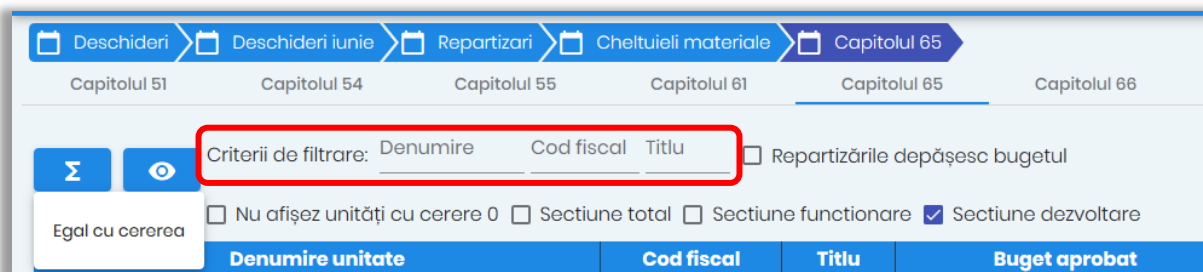 Deschideri Deschideri iunie Repartizari Cheltuieli materiale Capitolul 65
Capitolul 51 Capitolul 54 Capitolul 55 Capitolul 61 Capitolul 65 Capitolul 66
Criterii de filtrare: Denumire Cod fiscal Titlu Repartizările depășesc bugetul
Σ
Egal cu cererea
Nu afișez unități cu cerere 0 Sectiune total Sectiune functionare Sectiune dezvoltare
Denumire unitate Cod fiscal Titlu Buget aprobat